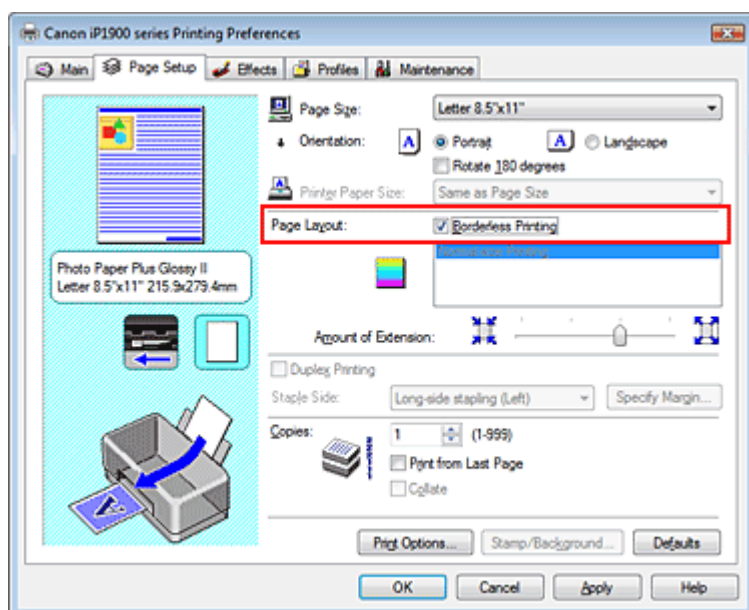 Canon iP1900 series Printing Preferences
Main Page Setup Effects Profiles Maintenance
Page Size: Letter 8.5"x11"
Orientation: A Portrait A Landscape
Rotate 180 degrees
Printer Paper Size: Same as Page Size
Page Layout: Borderless Printing
Photo Paper Plus Glossy II
Letter 8.5"x11" 215.9x279.4mm
Amount of Extension:
Duplex Printing
Staple Side: Long-side stapling (Left) Specify Margin...
Copies: 1 (1-999)
Print from Last Page
Collate
Print Options... Stamp/Background... Defaults
OK Cancel Apply Help